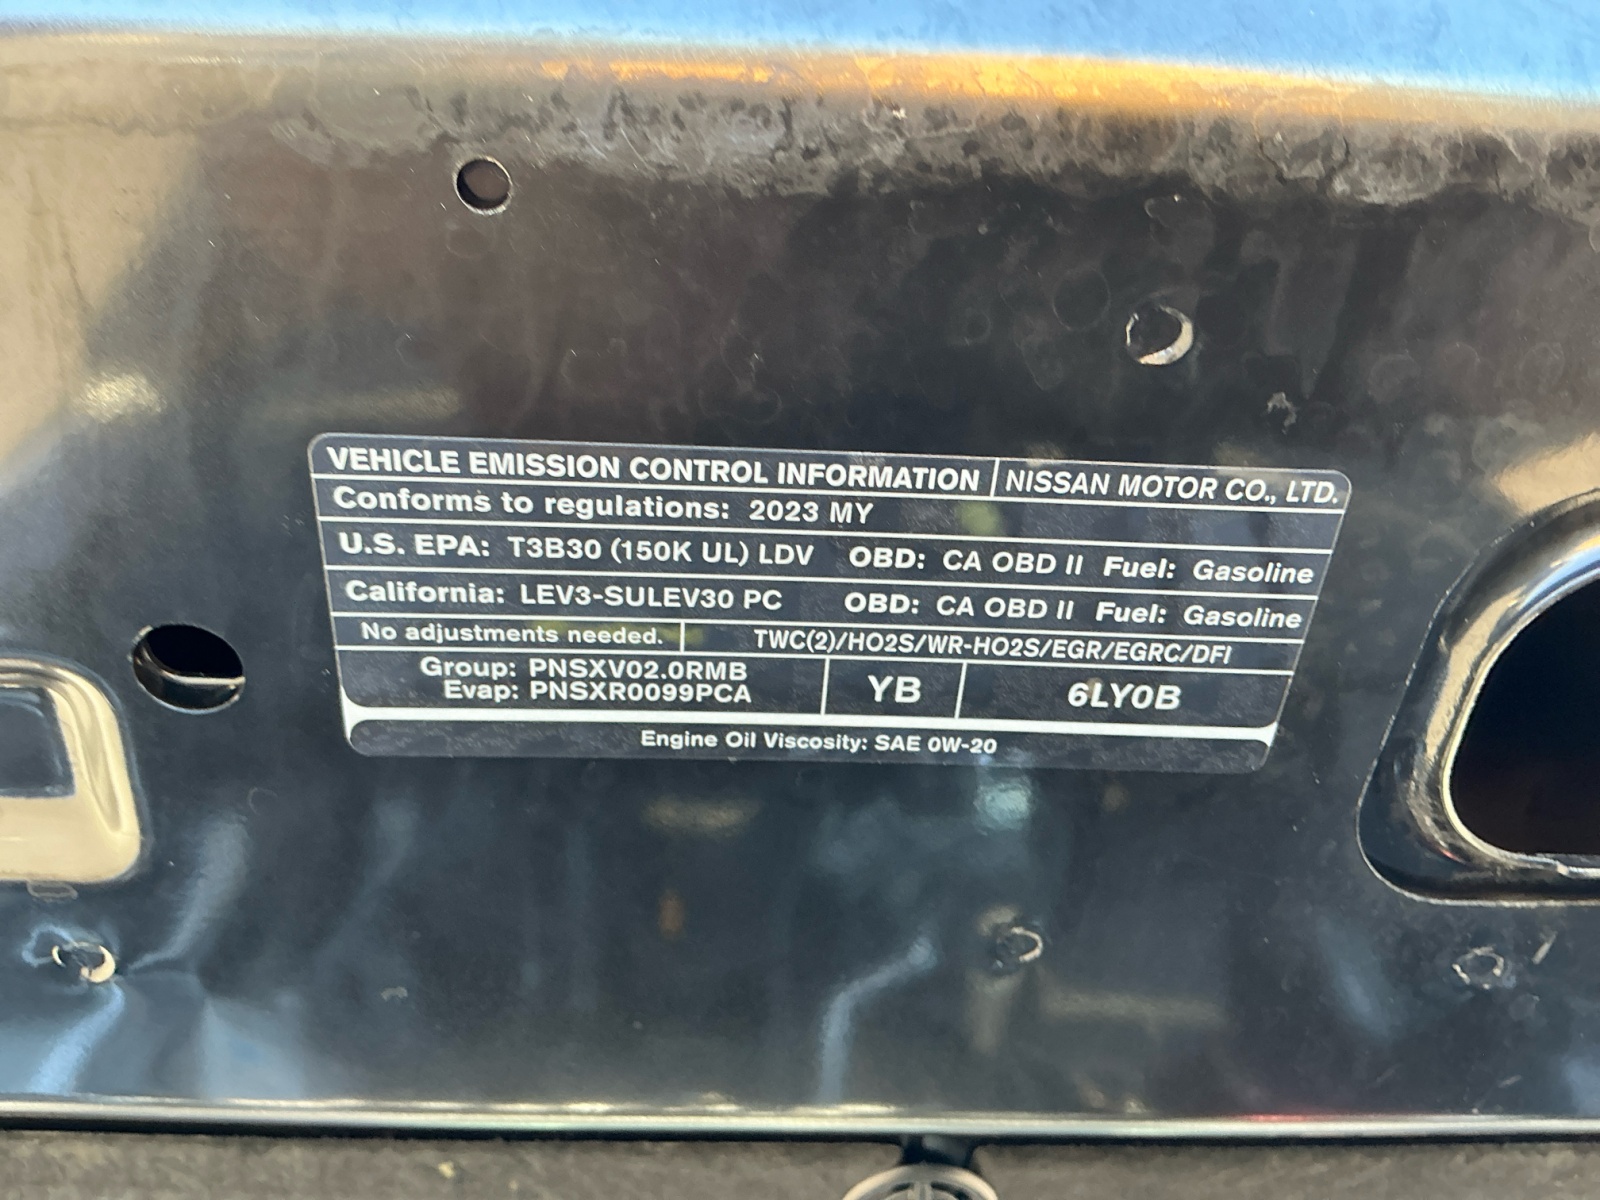 VEHICLE EMISSION CONTROL INFORMATION NISSAN MOTOR CO., LTD.
Conforms to regulations: 2023 MY
U.S. EPA: T3B30 (150K UL) LDV OBD: CA OBD II Fuel: Gasoline
California: LEV3-SULEV30 PC OBD: CA OBD II Fuel: Gasoline
No adjustments needed. TWC(2)/HO2S/WR-HO2S/EGR/EGRC/DFI
Group: PNSXV02.0RMB
Evap: PNSXR0099PCA
YB
6LY0B
Engine Oil Viscosity: SAE 0W-20